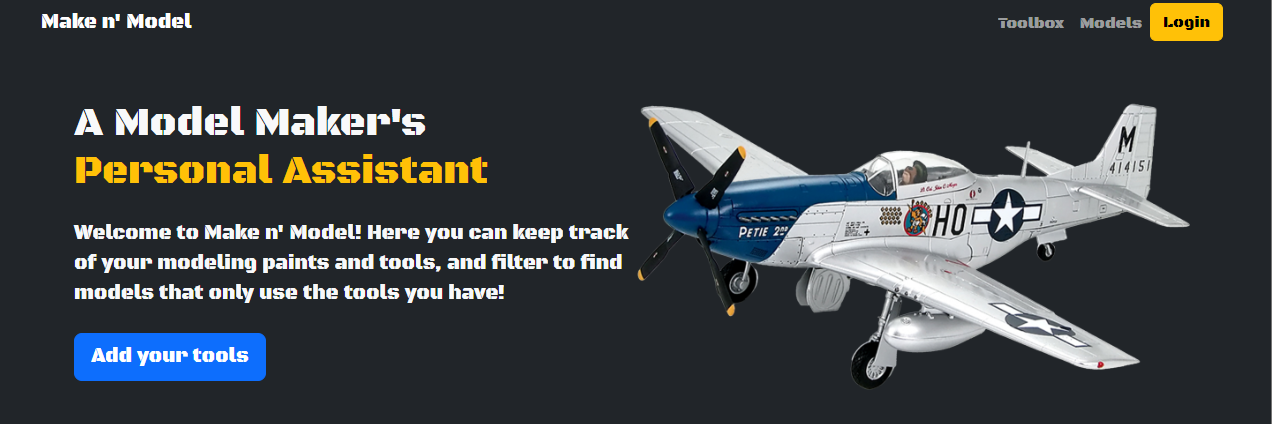 Make n' Model
Toolbox Models Login
A Model Maker's
Personal Assistant
Welcome to Make n' Model! Here you can keep track
of your modeling paints and tools, and filter to find
models that only use the tools you have!
Add your tools
M
414151
HO
PETIE 2ND